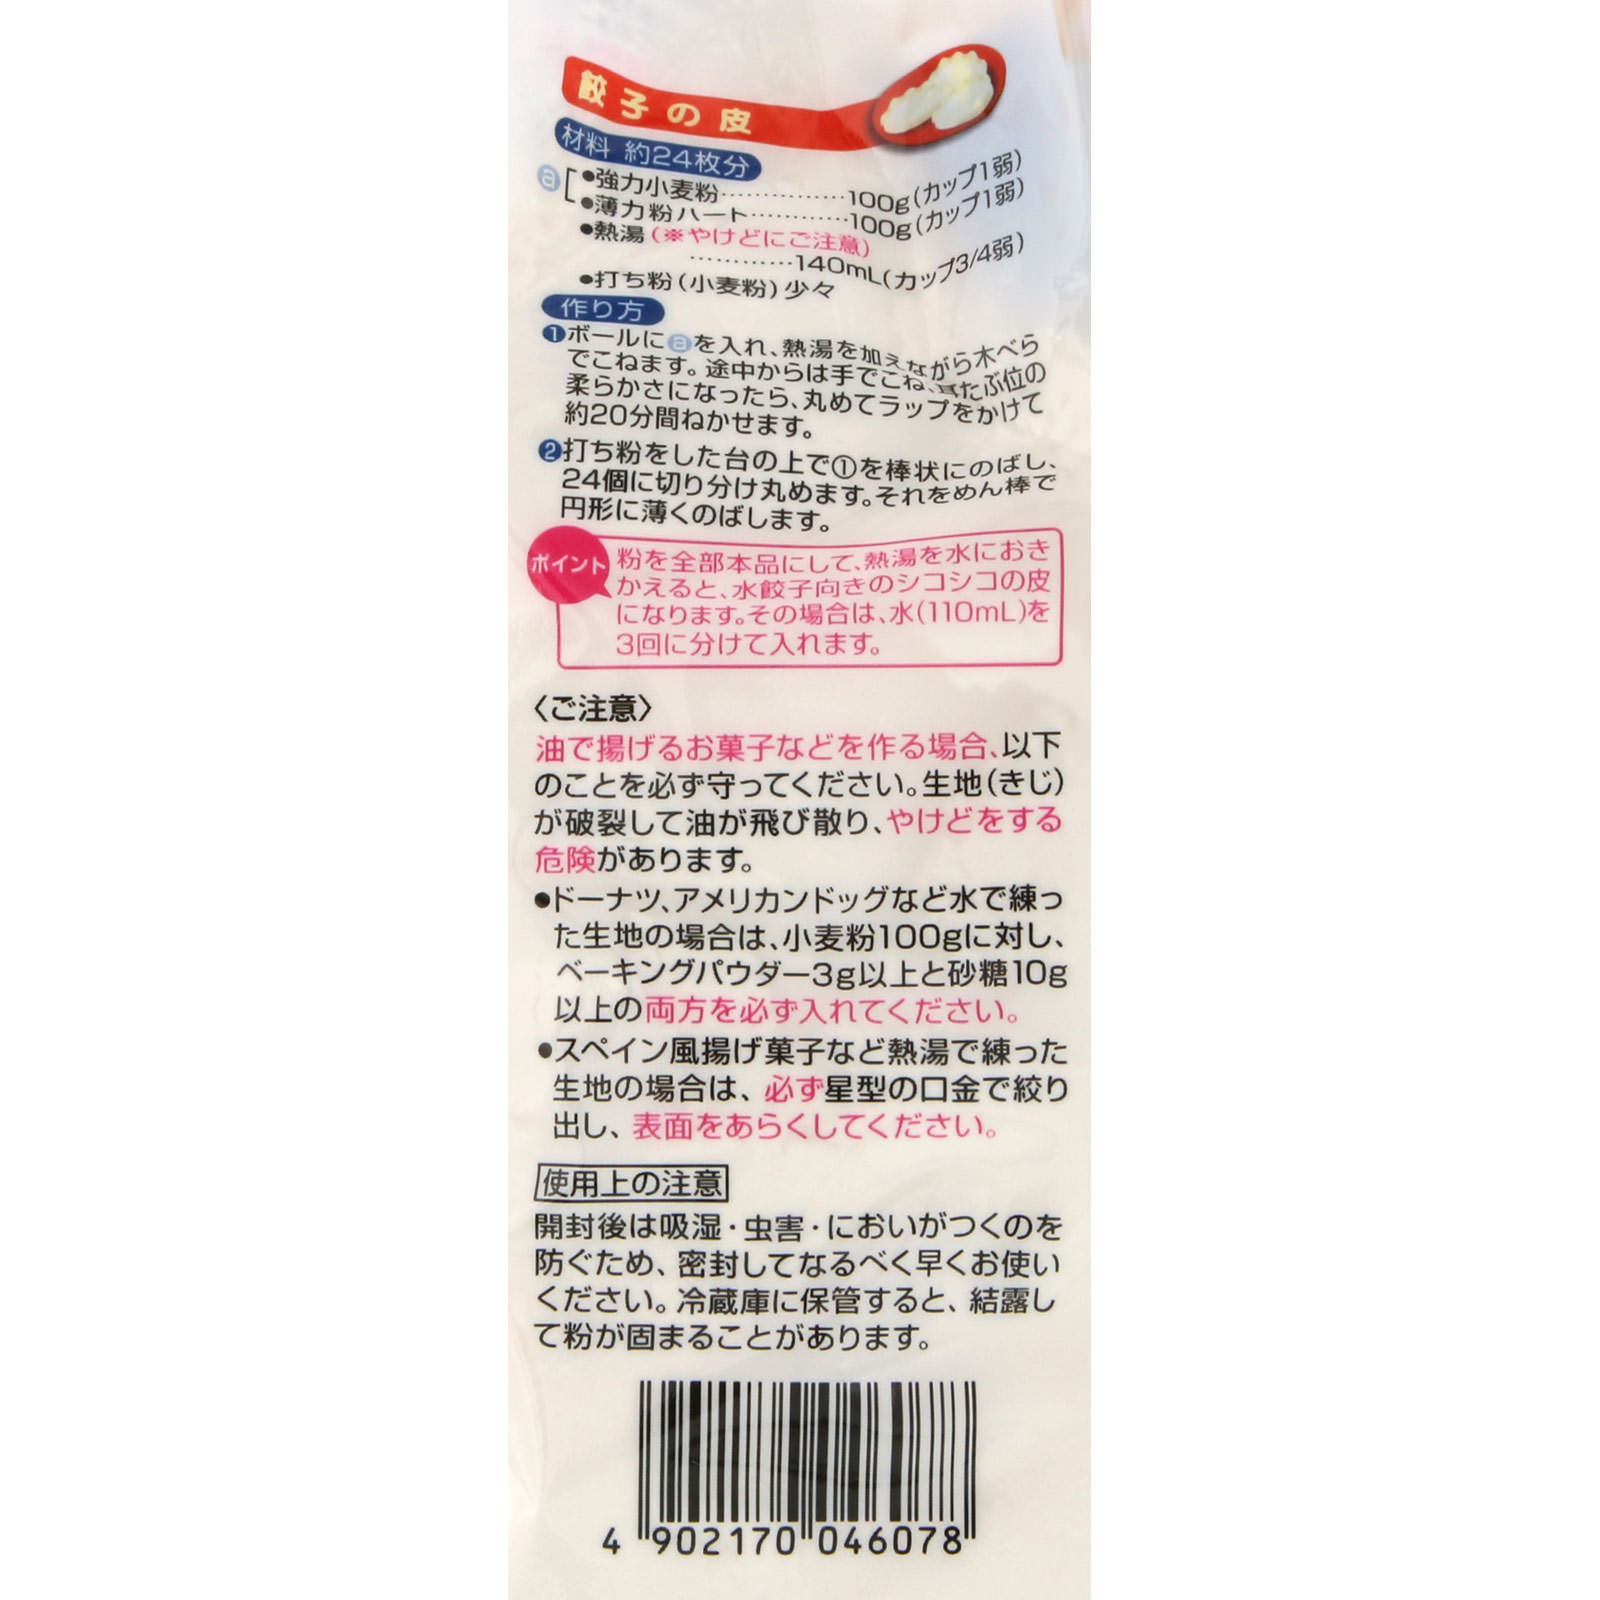 餃子の皮
材料 約24枚分
a
●強力小麦粉……………100g(カップ1弱)
●薄力粉ハート…………100g(カップ1弱)
●熱湯(※やけどにご注意)
…………140mL(カップ3/4弱)
●打ち粉(小麦粉)少々
作り方
❶ボールにaを入れ、熱湯を加えながら木べら
でこねます。途中からは手でこね、耳たぶ位の
柔らかさになったら、丸めてラップをかけて
約20分間ねかせます。
❷打ち粉をした台の上で①を棒状にのばし、
24個に切り分け丸めます。それをめん棒で
円形に薄くのばします。
ポイント
粉を全部本品にして、熱湯を水におき
かえると、水餃子向きのシコシコの皮
になります。その場合は、水(110mL)を
3回に分けて入れます。
〈ご注意〉
油で揚げるお菓子などを作る場合、以下
のことを必ず守ってください。生地(きじ)
が破裂して油が飛び散り、やけどをする
危険があります。
●ドーナツ、アメリカンドッグなど水で練っ
た生地の場合は、小麦粉100gに対し、
ベーキングパウダー3g以上と砂糖10g
以上の両方を必ず入れてください。
●スペイン風揚げ菓子など熱湯で練った
生地の場合は、必ず星型の口金で絞り
出し、表面をあらくしてください。
使用上の注意
開封後は吸湿・虫害・においがつくのを
防ぐため、密封してなるべく早くお使い
ください。冷蔵庫に保管すると、結露し
て粉が固まることがあります。
4 902170 046078